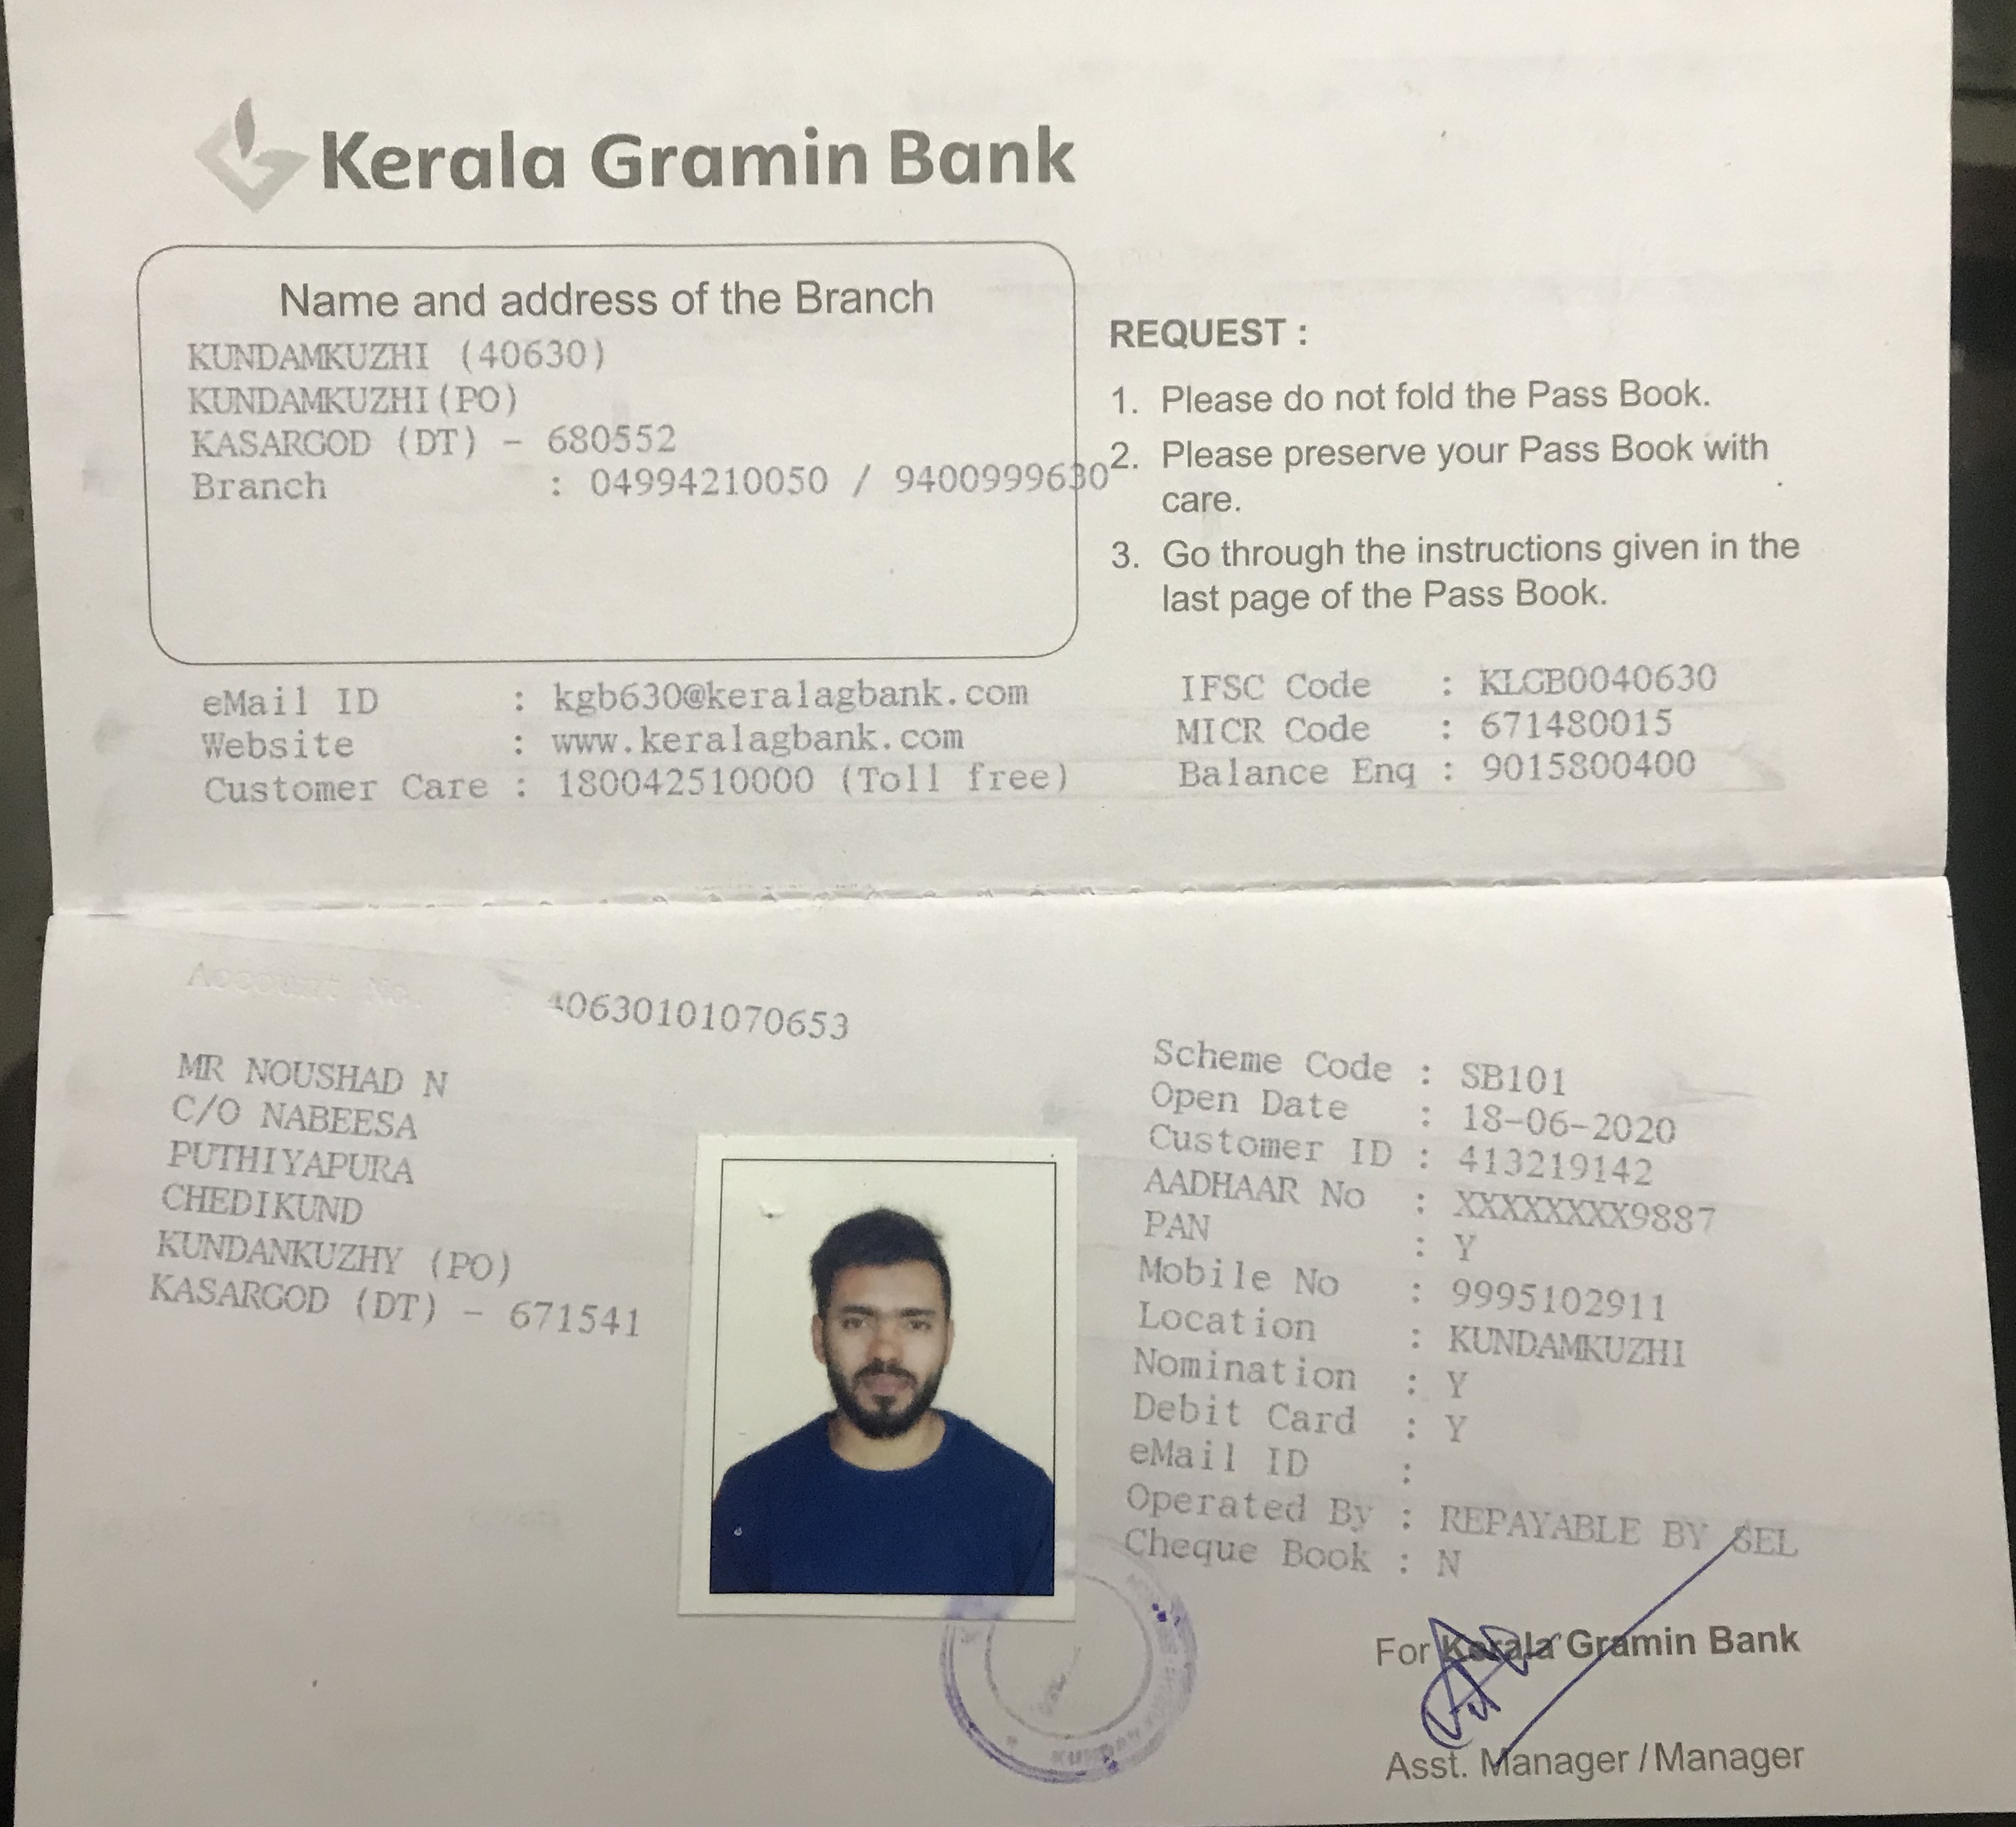 Kerala Gramin Bank
Name and address of the Branch
KUNDAMKUZHI (40630)
KUNDAMKUZHI(PO)
KASARGOD (DT) - 680552
Branch : 04994210050 / 9400999630
REQUEST :
1. Please do not fold the Pass Book.
2. Please preserve your Pass Book with
care.
3. Go through the instructions given in the
last page of the Pass Book.
eMail ID : kgb630@keralagbank.com
Website : www.keralagbank.com
Customer Care : 180042510000 (Toll free)
IFSC Code : KLGB0040630
MICR Code : 671480015
Balance Enq : 9015800400
Account No. : 40630101070653
MR NOUSHAD N
C/O NABEESA
PUTHIYAPURA
CHEDIKUND
KUNDANKUZHY (PO)
KASARGOD (DT) - 671541
Scheme Code : SB101
Open Date : 18-06-2020
Customer ID : 413219142
AADHAAR No : XXXXXXXX9887
PAN : Y
Mobile No : 9995102911
Location : KUNDAMKUZHI
Nomination : Y
Debit Card : Y
eMail ID :
Operated By : REPAYABLE BY SEL
Cheque Book : N
For Kerala Gramin Bank
Asst. Manager / Manager